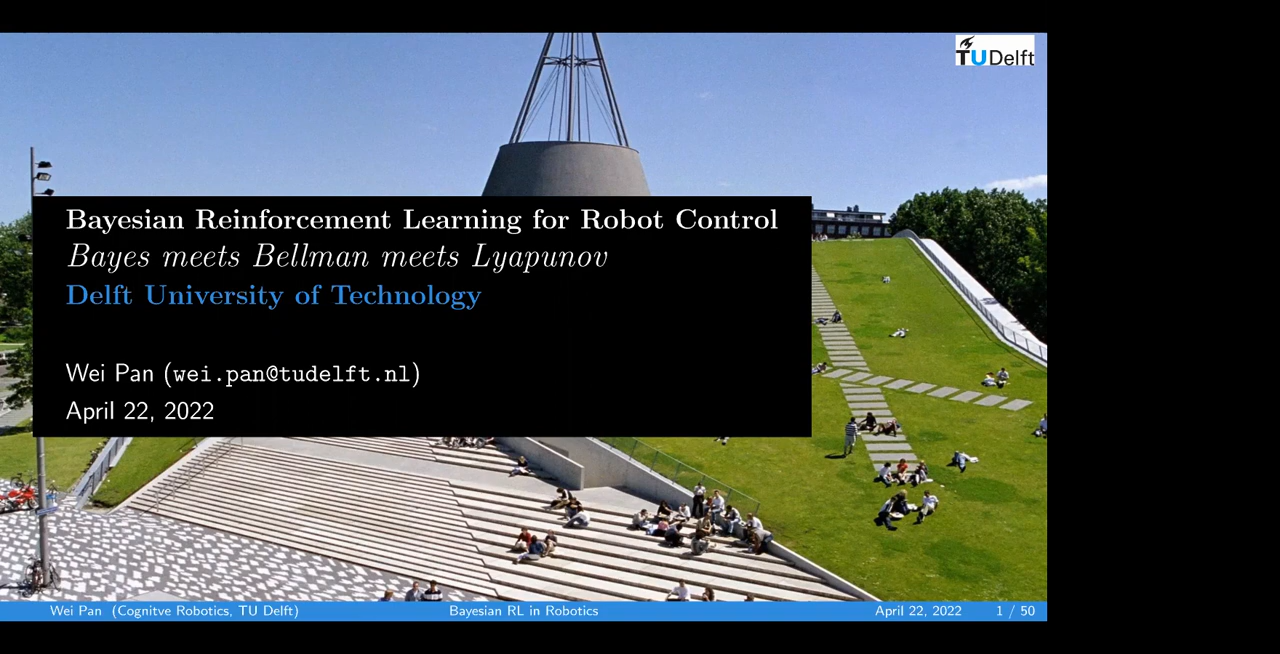 TUDelft
Bayesian Reinforcement Learning for Robot Control
Bayes meets Bellman meets Lyapunov
Delft University of Technology
Wei Pan (wei.pan@tudelft.nl)
April 22, 2022
Wei Pan (Cognitve Robotics, TU Delft) Bayesian RL in Robotics April 22, 2022 1 / 50